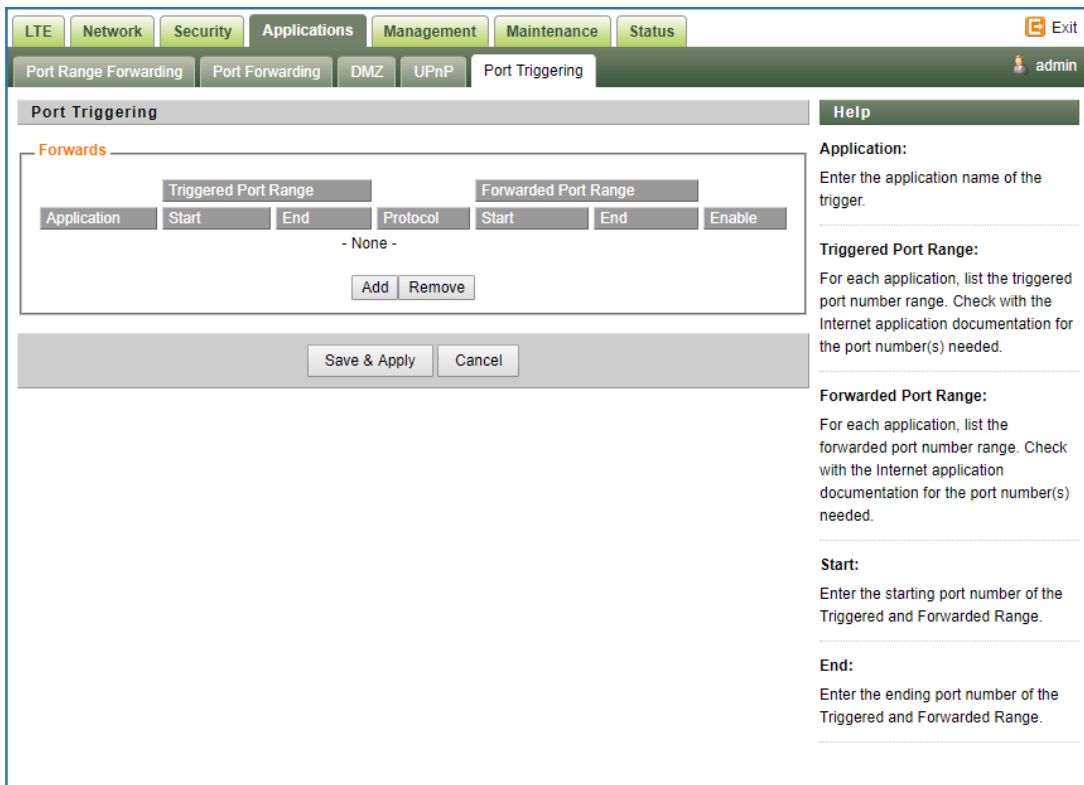 LTE Network Security Applications Management Maintenance Status Exit
Port Range Forwarding Port Forwarding DMZ UPnP Port Triggering admin
Port Triggering
Forwards
Triggered Port Range Forwarded Port Range
Application Start End Protocol Start End Enable
- None -
Add Remove
Save & Apply Cancel
Help
Application:
Enter the application name of the
trigger.
Triggered Port Range:
For each application, list the triggered
port number range. Check with the
Internet application documentation for
the port number(s) needed.
Forwarded Port Range:
For each application, list the
forwarded port number range. Check
with the Internet application
documentation for the port number(s)
needed.
Start:
Enter the starting port number of the
Triggered and Forwarded Range.
End:
Enter the ending port number of the
Triggered and Forwarded Range.